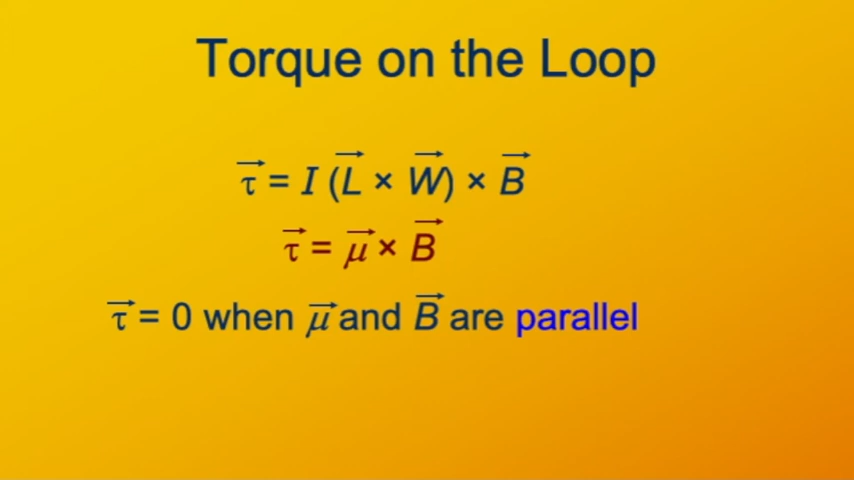 Torque on the Loop
τ⃗ = I (L⃗ × W⃗) × B⃗
τ⃗ = μ⃗ × B⃗
τ⃗ = 0 when μ⃗ and B⃗ are parallel